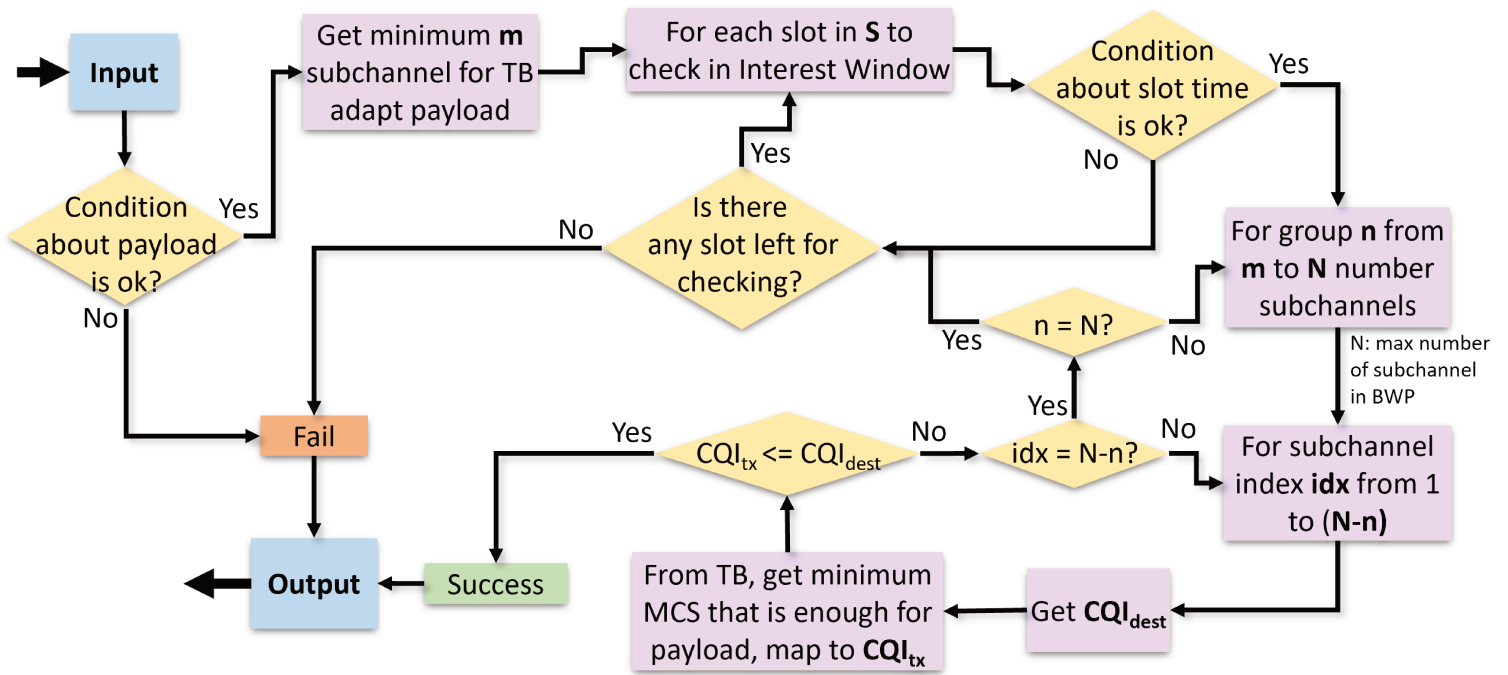 Input
Get minimum m
subchannel for TB
adapt payload
For each slot in S to
check in Interest Window
Condition
about slot time
is ok?
Yes
No
Condition
about payload
is ok?
Yes
No
Is there
any slot left for
checking?
Yes
No
For group n from
m to N number
subchannels
n = N?
Yes
No
N: max number
of subchannel
in BWP
Fail
CQItx <= CQIdest
Yes
No
idx = N-n?
Yes
No
For subchannel
index idx from 1
to (N-n)
Output
Success
From TB, get minimum
MCS that is enough for
payload, map to CQItx
Get CQIdest